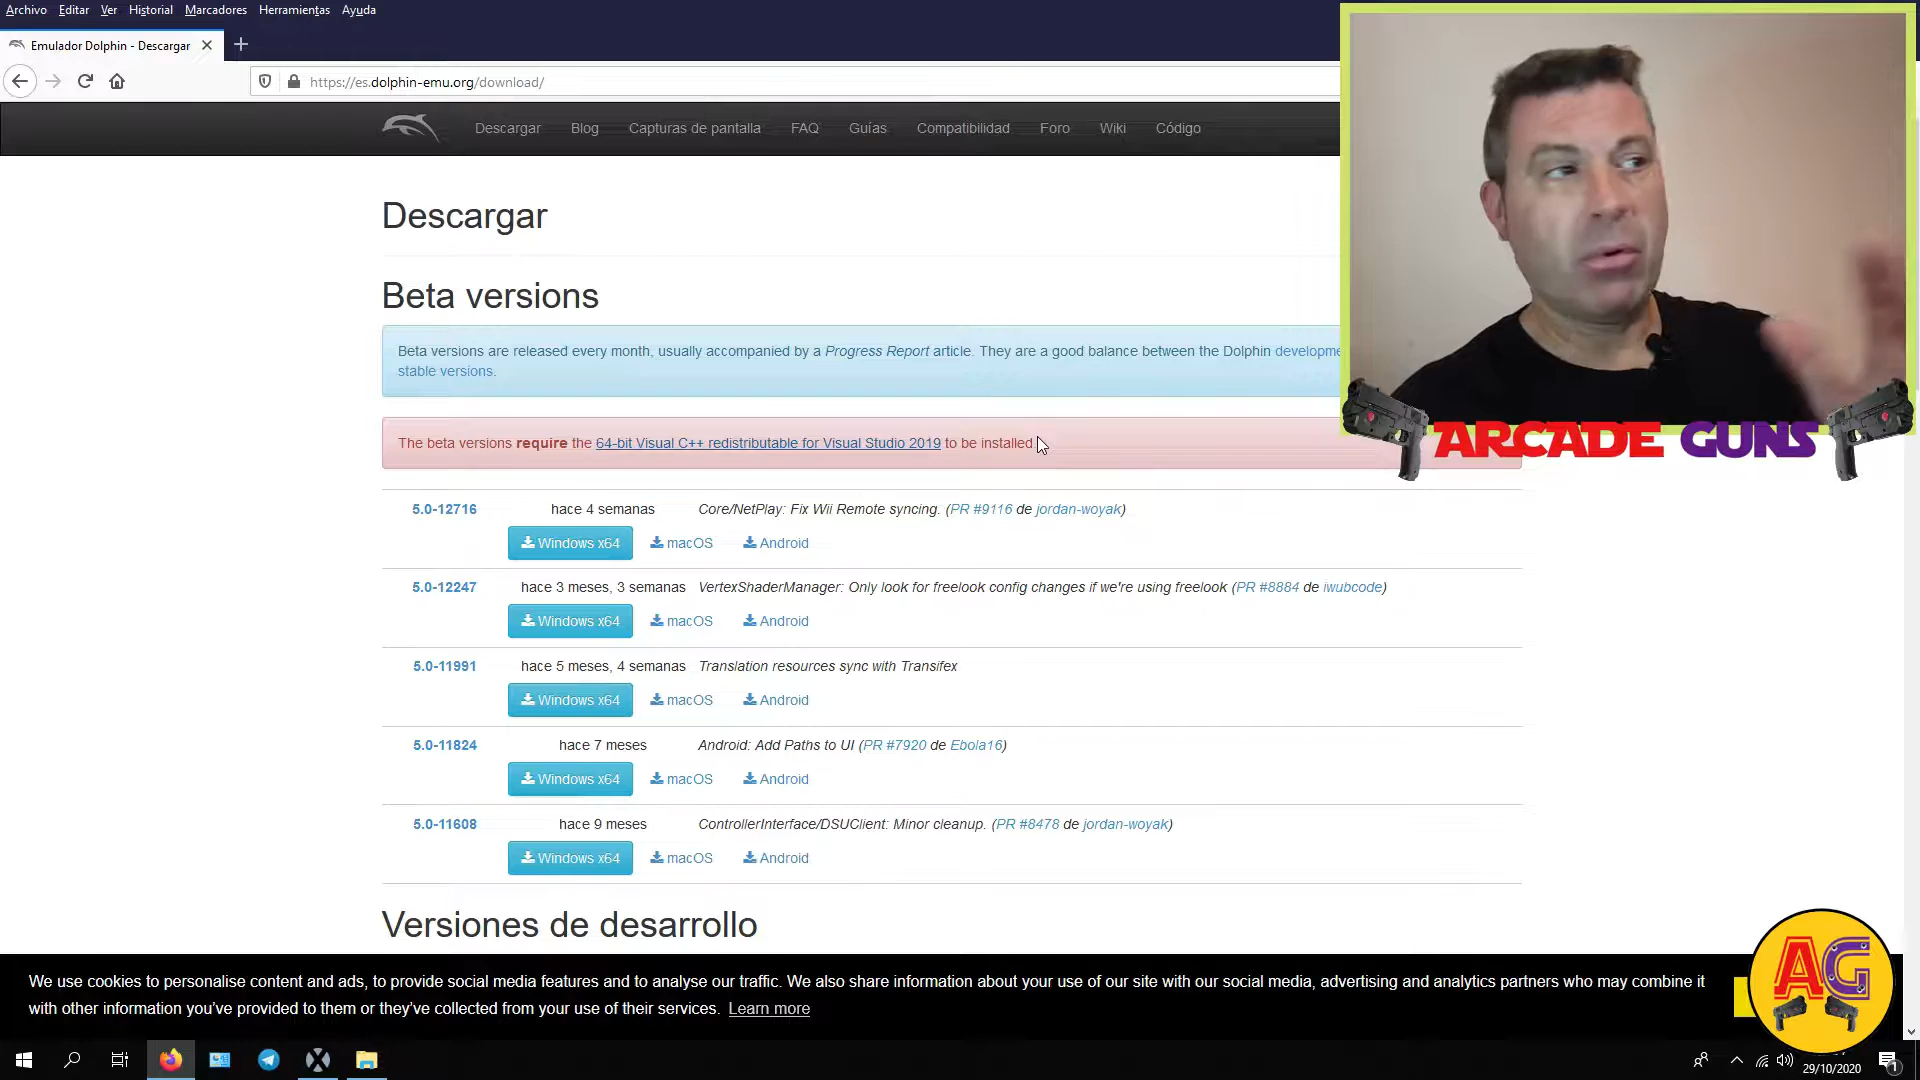 Archivo Editar Ver Historial Marcadores Herramientas Ayuda
Emulador Dolphin - Descargar
https://es.dolphin-emu.org/download/
Descargar Blog Capturas de pantalla FAQ Guías Compatibilidad Foro Wiki Código
Descargar
Beta versions
Beta versions are released every month, usually accompanied by a Progress Report article. They are a good balance between the Dolphin developme
stable versions.
The beta versions require the 64-bit Visual C++ redistributable for Visual Studio 2019 to be installed
ARCADE GUNS
5.0-12716 hace 4 semanas Core/NetPlay: Fix Wii Remote syncing. (PR #9116 de jordan-woyak)
Windows x64 macOS Android
5.0-12247 hace 3 meses, 3 semanas VertexShaderManager: Only look for freelook config changes if we're using freelook (PR #8884 de iwubcode)
Windows x64 macOS Android
5.0-11991 hace 5 meses, 4 semanas Translation resources sync with Transifex
Windows x64 macOS Android
5.0-11824 hace 7 meses Android: Add Paths to UI (PR #7920 de Ebola16)
Windows x64 macOS Android
5.0-11608 hace 9 meses ControllerInterface/DSUClient: Minor cleanup. (PR #8478 de jordan-woyak)
Windows x64 macOS Android
Versiones de desarrollo
We use cookies to personalise content and ads, to provide social media features and to analyse our traffic. We also share information about your use of our site with our social media, advertising and analytics partners who may combine it
with other information you've provided to them or they've collected from your use of their services. Learn more
AG
29/10/2020
1